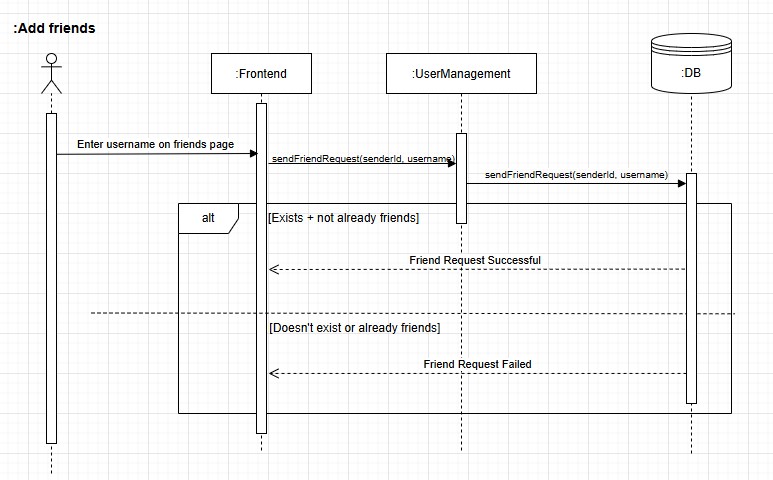 :Add friends
:Frontend
:UserManagement
:DB
Enter username on friends page
sendFriendRequest(senderId, username)
sendFriendRequest(senderId, username)
alt
[Exists + not already friends]
Friend Request Successful
[Doesn't exist or already friends]
Friend Request Failed